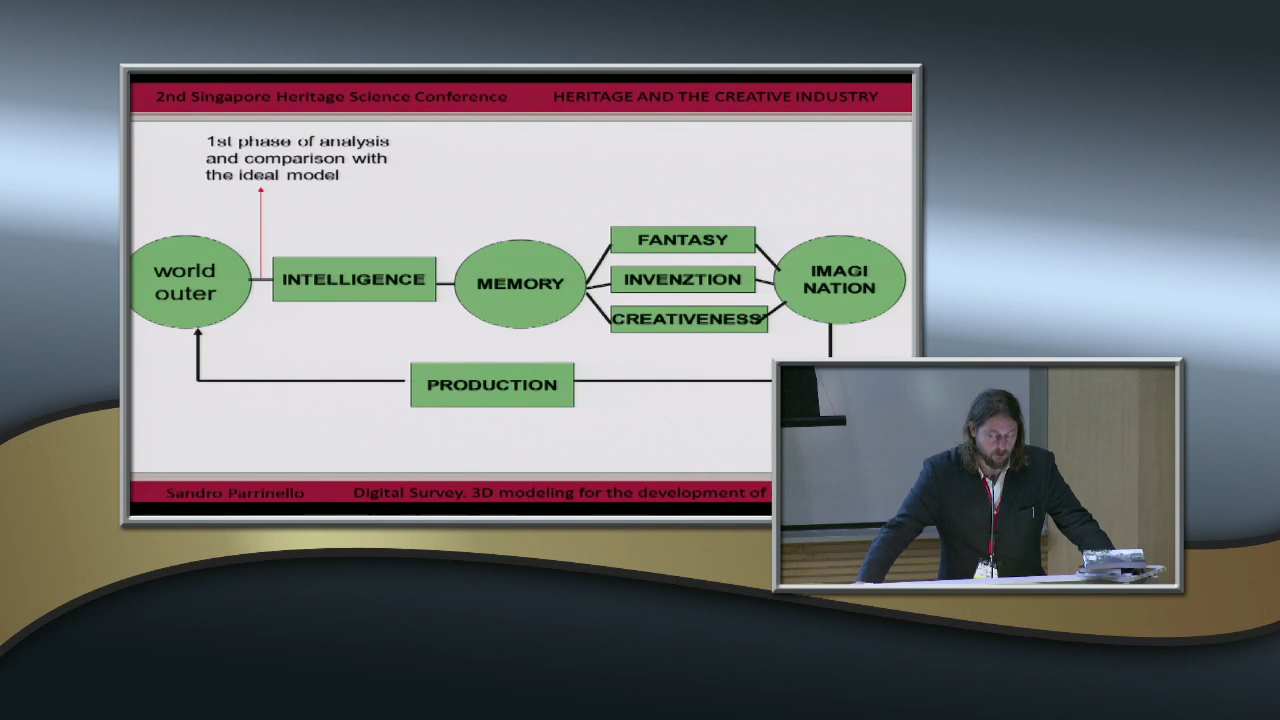 2nd Singapore Heritage Science Conference
HERITAGE AND THE CREATIVE INDUSTRY
1st phase of analysis
and comparison with
the ideal model
world
outer
INTELLIGENCE
MEMORY
FANTASY
INVENZTION
CREATIVENESS
IMAGI
NATION
PRODUCTION
Sandro Parrinello
Digital Survey. 3D modeling for the development of